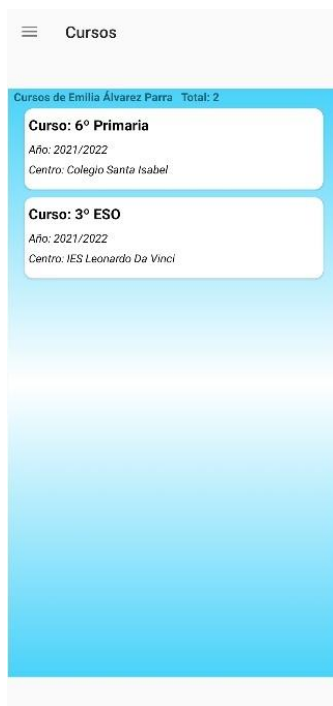 Cursos
Cursos de Emilia Álvarez Parra Total: 2
Curso: 6º Primaria
Año: 2021/2022
Centro: Colegio Santa Isabel
Curso: 3º ESO
Año: 2021/2022
Centro: IES Leonardo Da Vinci